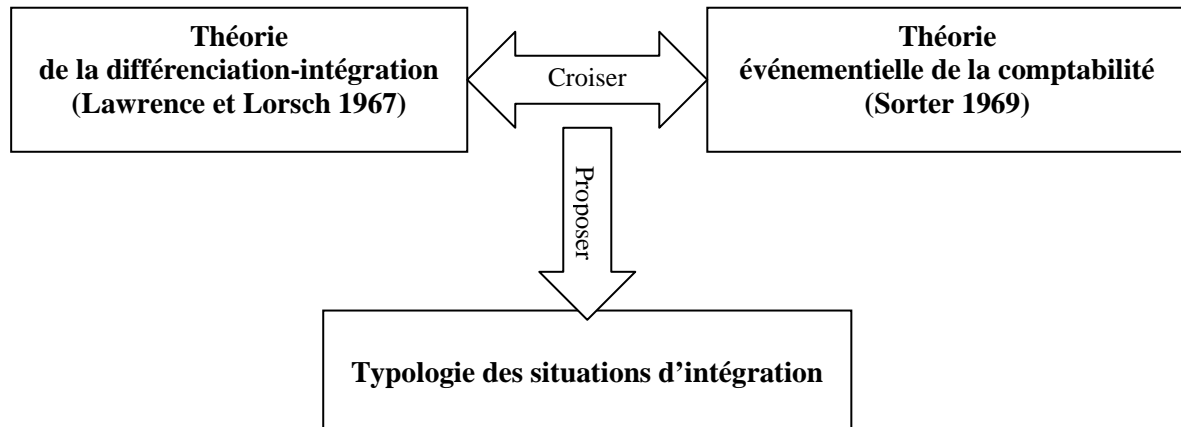 Théorie
de la différenciation-intégration
(Lawrence et Lorsch 1967)
Croiser
Théorie
événementielle de la comptabilité
(Sorter 1969)
Proposer
Typologie des situations d’intégration